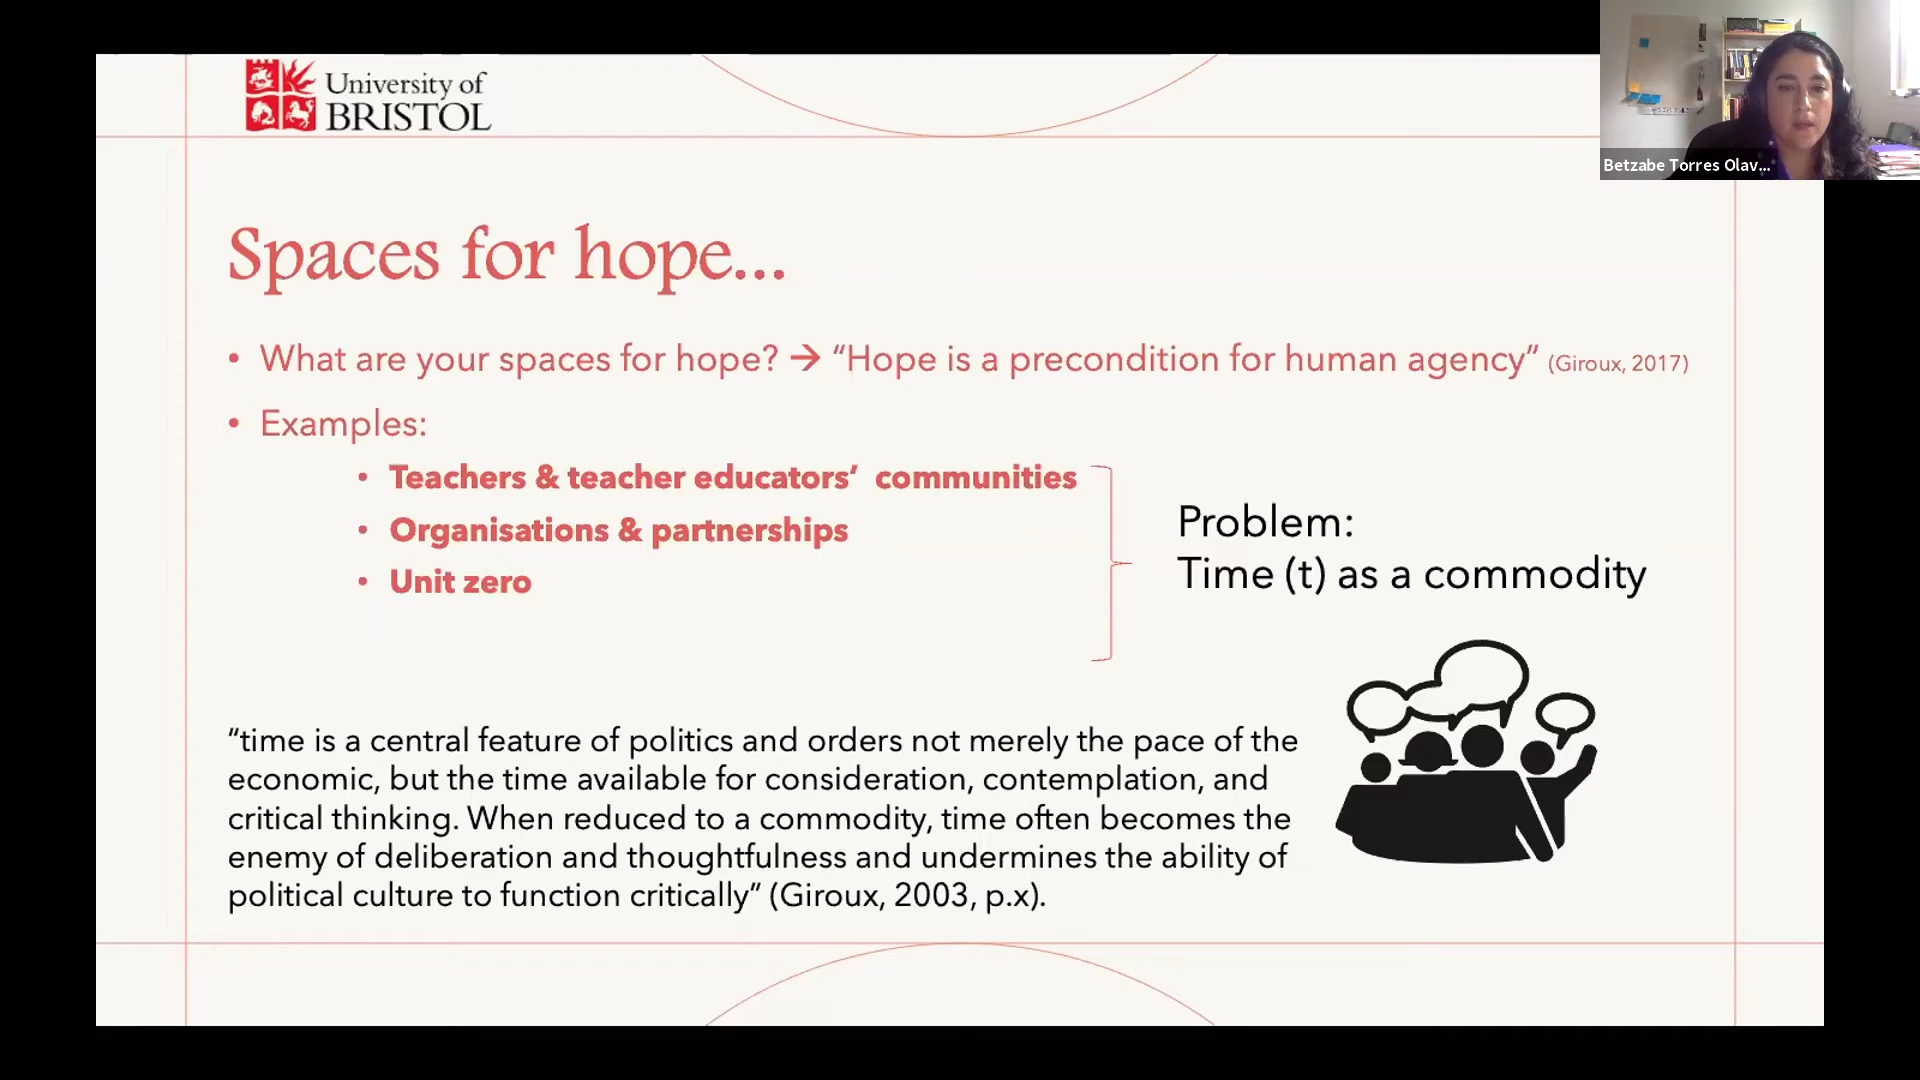 University of
BRISTOL
Betzabe Torres Olav...
Spaces for hope...
• What are your spaces for hope? → “Hope is a precondition for human agency” (Giroux, 2017)
• Examples:
• Teachers & teacher educators’ communities
• Organisations & partnerships
• Unit zero
Problem:
Time (t) as a commodity
“time is a central feature of politics and orders not merely the pace of the
economic, but the time available for consideration, contemplation, and
critical thinking. When reduced to a commodity, time often becomes the
enemy of deliberation and thoughtfulness and undermines the ability of
political culture to function critically” (Giroux, 2003, p.x).